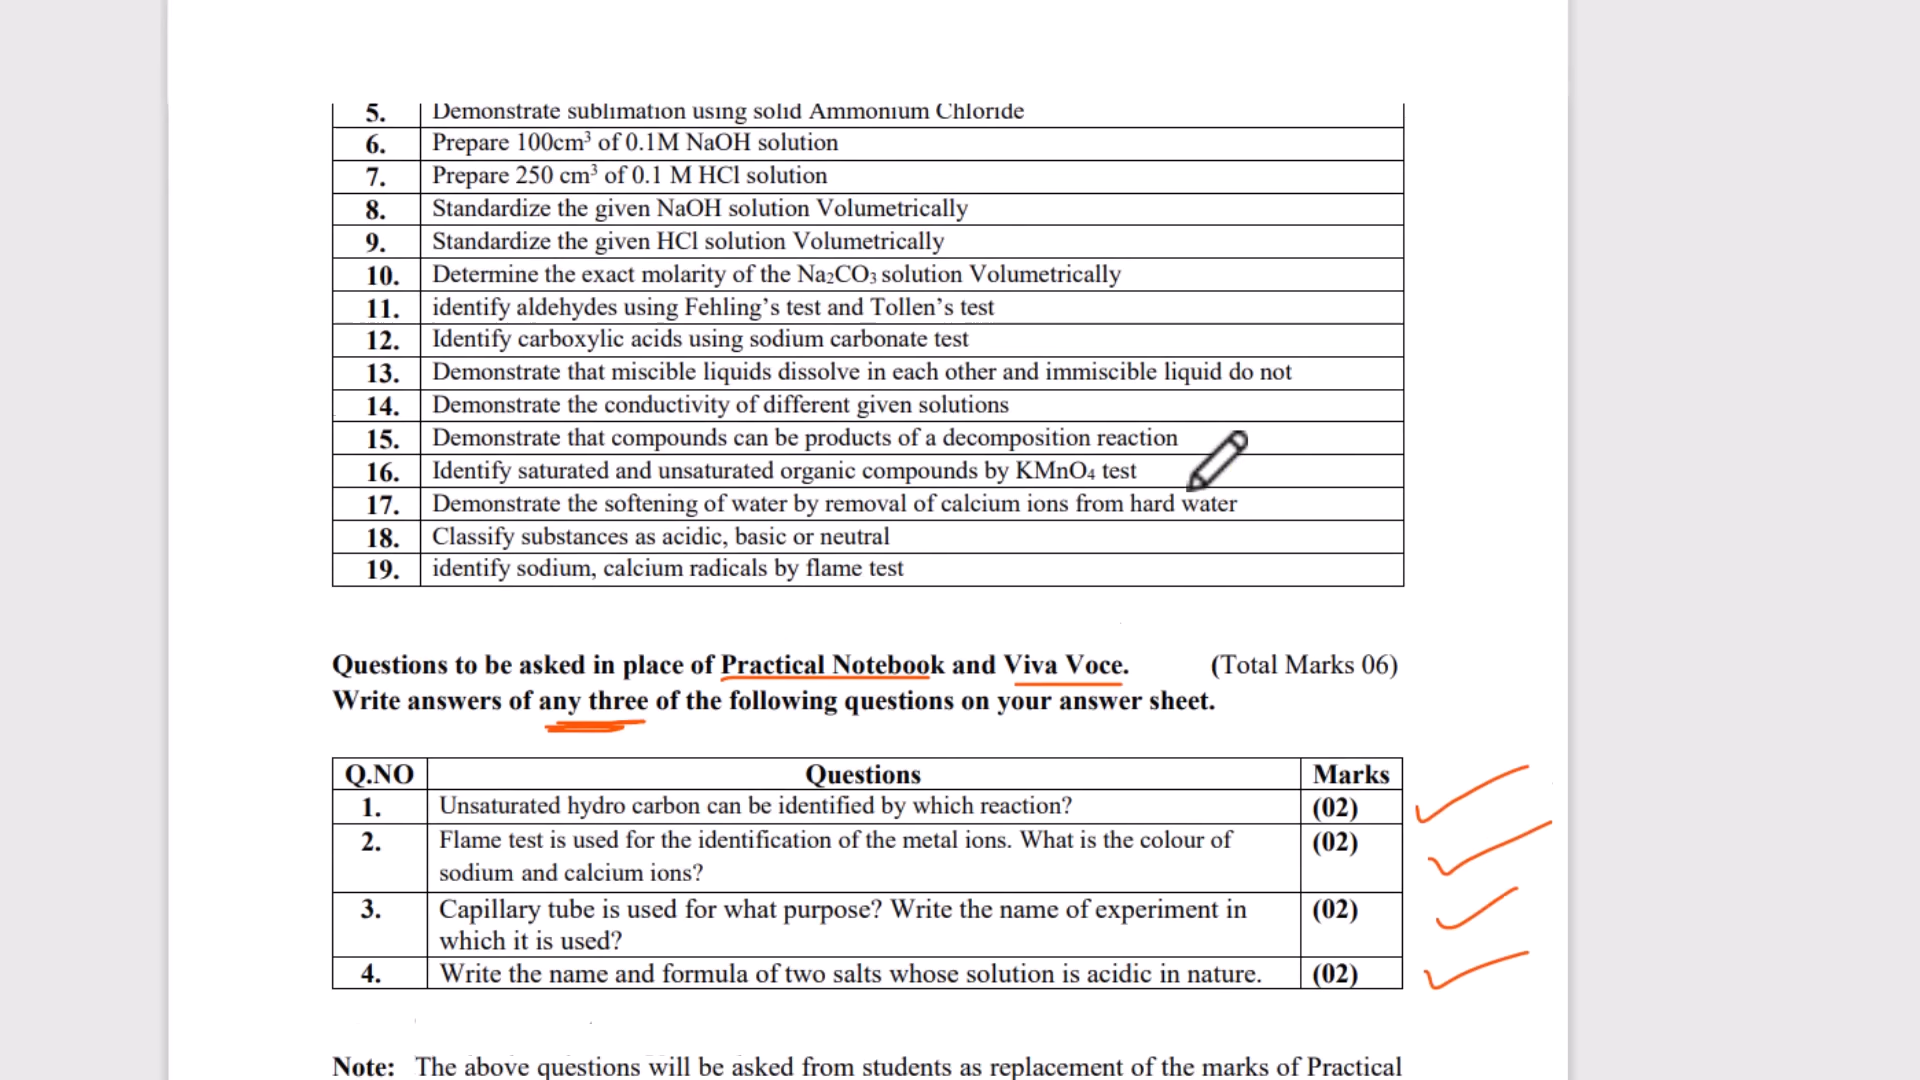 5. Demonstrate sublimation using solid Ammonium Chloride
6. Prepare 100cm³ of 0.1M NaOH solution
7. Prepare 250 cm³ of 0.1 M HCl solution
8. Standardize the given NaOH solution Volumetrically
9. Standardize the given HCl solution Volumetrically
10. Determine the exact molarity of the Na₂CO₃ solution Volumetrically
11. identify aldehydes using Fehling’s test and Tollen’s test
12. Identify carboxylic acids using sodium carbonate test
13. Demonstrate that miscible liquids dissolve in each other and immiscible liquid do not
14. Demonstrate the conductivity of different given solutions
15. Demonstrate that compounds can be products of a decomposition reaction
16. Identify saturated and unsaturated organic compounds by KMnO₄ test
17. Demonstrate the softening of water by removal of calcium ions from hard water
18. Classify substances as acidic, basic or neutral
19. identify sodium, calcium radicals by flame test
Questions to be asked in place of Practical Notebook and Viva Voce. (Total Marks 06)
Write answers of any three of the following questions on your answer sheet.
Q.NO Questions Marks
1. Unsaturated hydro carbon can be identified by which reaction? (02)
2. Flame test is used for the identification of the metal ions. What is the colour of (02)
sodium and calcium ions?
3. Capillary tube is used for what purpose? Write the name of experiment in (02)
which it is used?
4. Write the name and formula of two salts whose solution is acidic in nature. (02)
Note: The above questions will be asked from students as replacement of the marks of Practical